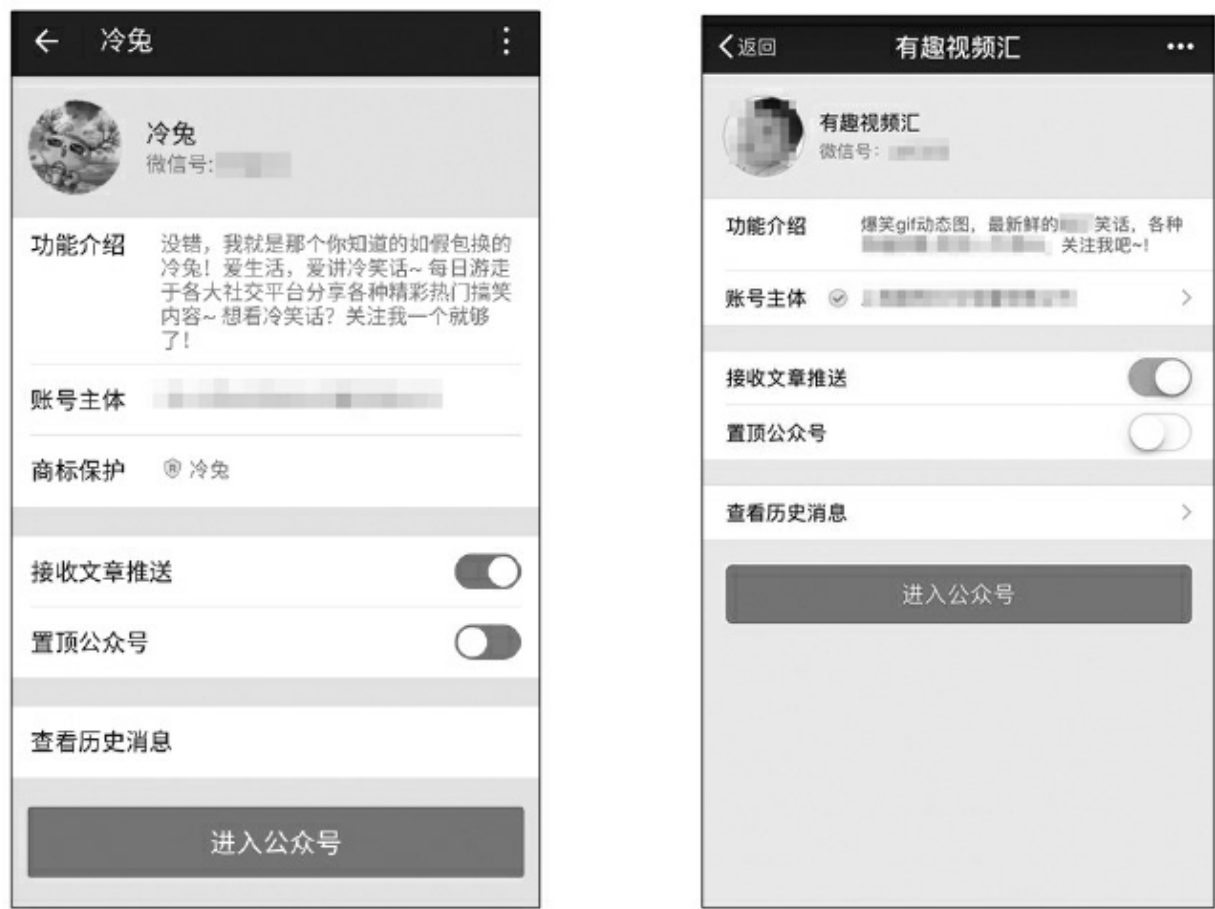 冷兔
冷兔
微信号:
功能介绍
没错，我就是那个你知道的如假包换的
冷兔！爱生活，爱讲冷笑话~ 每日游走
于各大社交平台分享各种精彩热门搞笑
内容~ 想看冷笑话？关注我一个就够
了！
账号主体
商标保护 ® 冷兔
接收文章推送
置顶公众号
查看历史消息
进入公众号
返回 有趣视频汇
有趣视频汇
微信号：
功能介绍 爆笑gif动态图，最新鲜的 笑话，各种
关注我吧~!
账号主体
接收文章推送
置顶公众号
查看历史消息
进入公众号